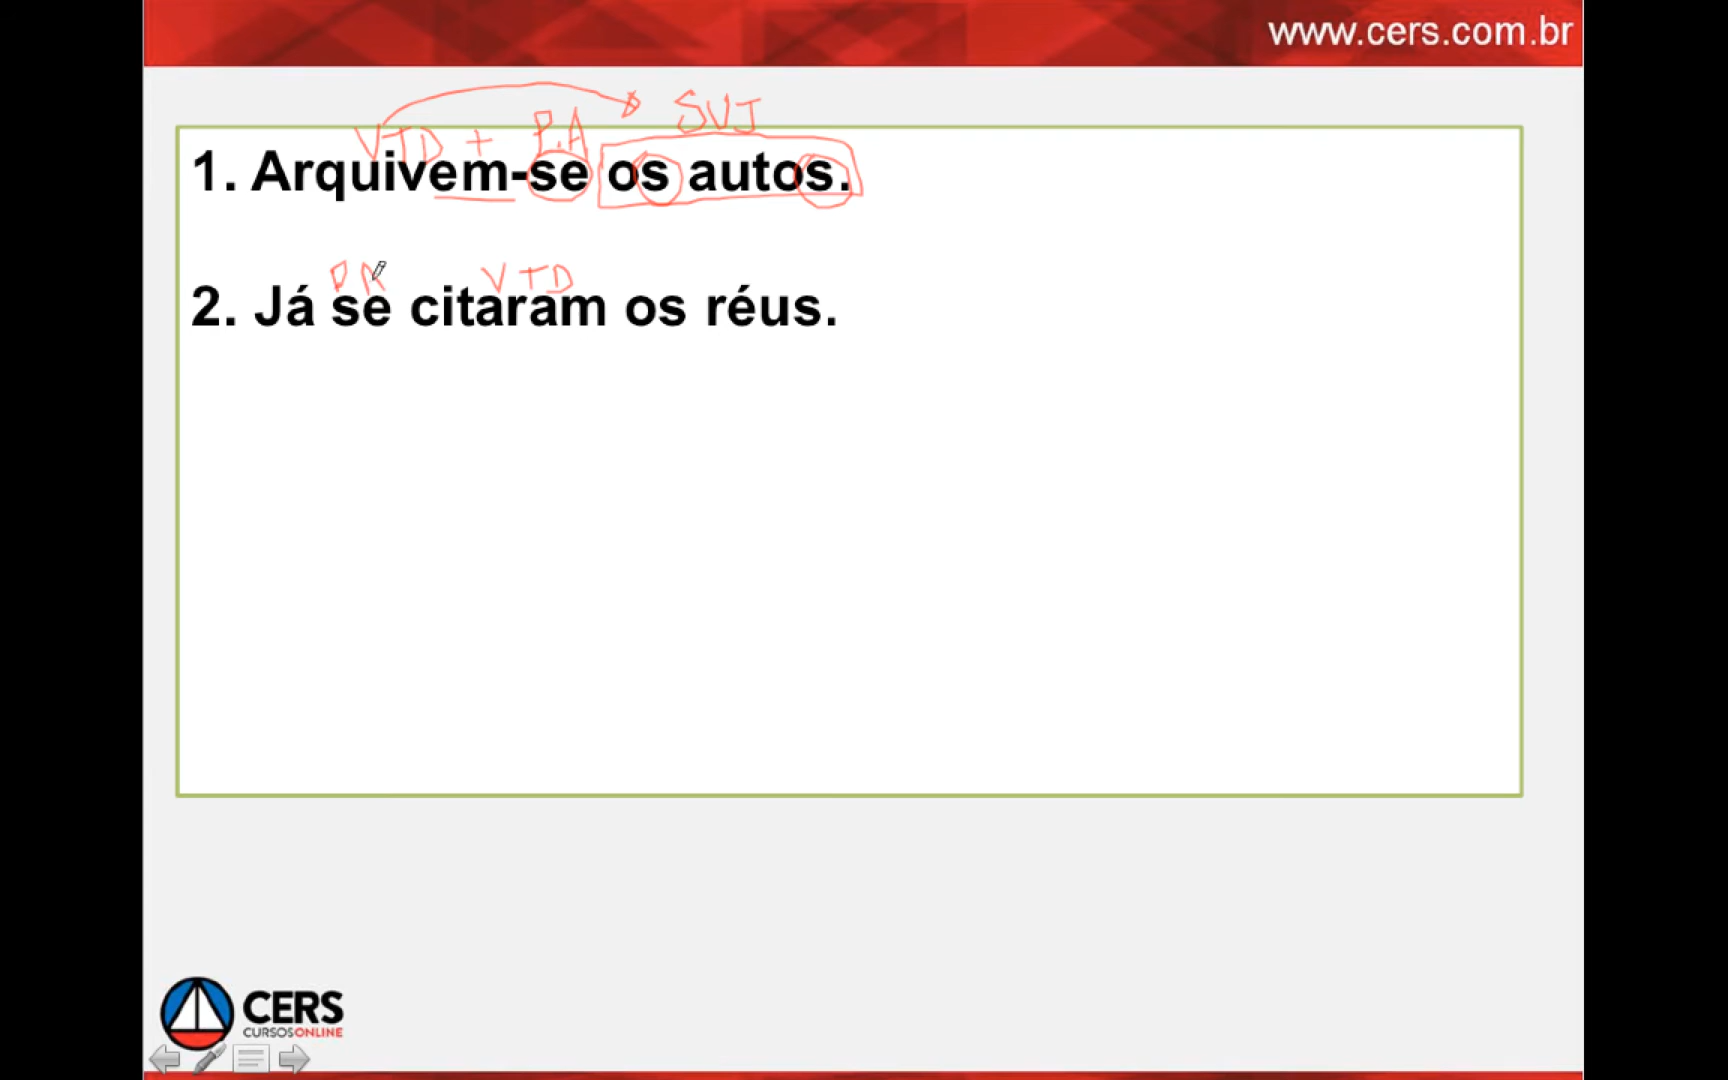 www.cers.com.br
VTD + P.A SUJ
1. Arquivem-se os autos.
PA VTD
2. Já se citaram os réus.
CERS
CURSOSONLINE